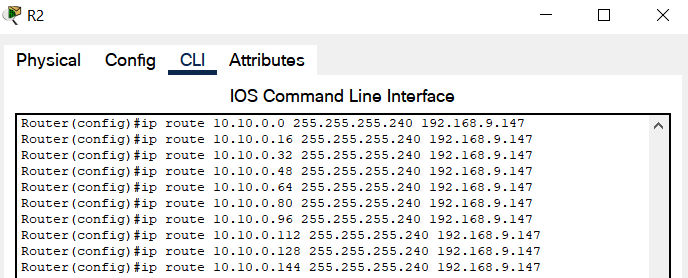 R2
Physical Config CLI Attributes
IOS Command Line Interface
Router(config)#ip route 10.10.0.0 255.255.255.240 192.168.9.147
Router(config)#ip route 10.10.0.16 255.255.255.240 192.168.9.147
Router(config)#ip route 10.10.0.32 255.255.255.240 192.168.9.147
Router(config)#ip route 10.10.0.48 255.255.255.240 192.168.9.147
Router(config)#ip route 10.10.0.64 255.255.255.240 192.168.9.147
Router(config)#ip route 10.10.0.80 255.255.255.240 192.168.9.147
Router(config)#ip route 10.10.0.96 255.255.255.240 192.168.9.147
Router(config)#ip route 10.10.0.112 255.255.255.240 192.168.9.147
Router(config)#ip route 10.10.0.128 255.255.255.240 192.168.9.147
Router(config)#ip route 10.10.0.144 255.255.255.240 192.168.9.147